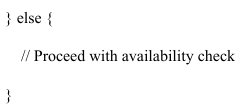 } else {
// Proceed with availability check
}